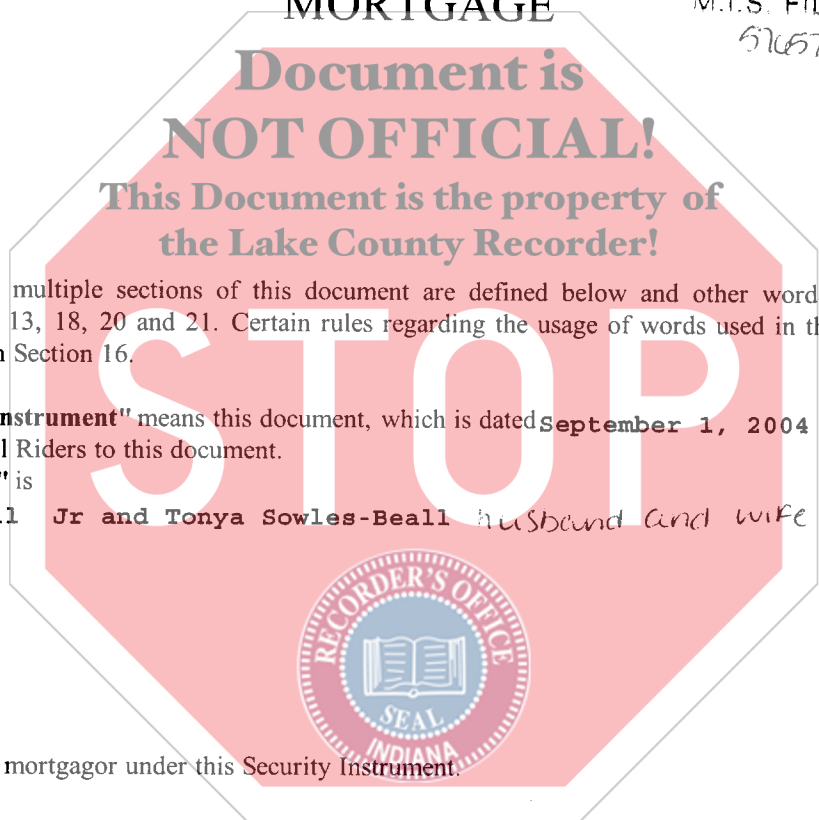 MORTGAGE
M.T.S. FIL
57657
Document is
NOT OFFICIAL!
This Document is the property of
the Lake County Recorder!
multiple sections of this document are defined below and other word
13, 18, 20 and 21. Certain rules regarding the usage of words used in th
n Section 16.
nstrument" means this document, which is dated September 1, 2004
l Riders to this document.
" is
ll Jr and Tonya Sowles-Beall husband and wife
STOP
RECORDER'S OFFICE
SEAL
INDIANA
mortgagor under this Security Instrument.